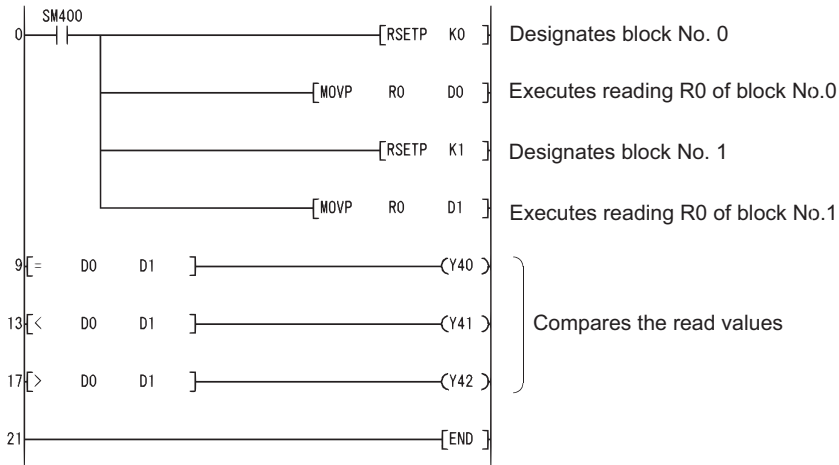 SM400
0 [RSETP K0 ] Designates block No. 0
[MOVP R0 D0 ] Executes reading R0 of block No.0
[RSETP K1 ] Designates block No. 1
[MOVP R0 D1 ] Executes reading R0 of block No.1
9 [= D0 D1 ] (Y40 )
13 [< D0 D1 ] (Y41 ) Compares the read values
17 [> D0 D1 ] (Y42 )
21 [END ]